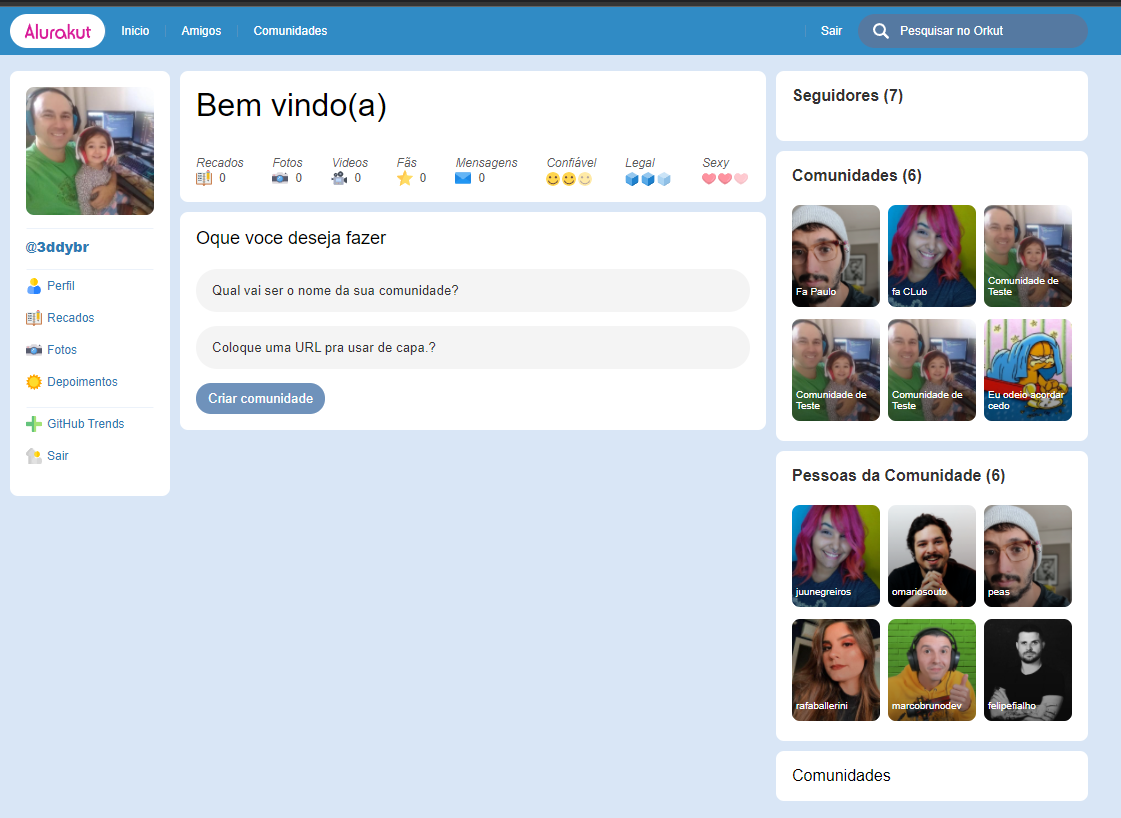 Alurakut
Inicio
Amigos
Comunidades
Sair
Pesquisar no Orkut
@3ddybr
Perfil
Recados
Fotos
Depoimentos
GitHub Trends
Sair
Bem vindo(a)
Recados
0
Fotos
0
Videos
0
Fãs
0
Mensagens
0
Confiável
Legal
Sexy
Oque voce deseja fazer
Qual vai ser o nome da sua comunidade?
Coloque uma URL pra usar de capa.?
Criar comunidade
Seguidores (7)
Comunidades (6)
Fa Paulo
fa CLub
Comunidade de
Teste
Comunidade de
Teste
Comunidade de
Teste
Eu odeio acordar
cedo
Pessoas da Comunidade (6)
juunegreiros
omariosouto
peas
rafaballerini
marcobrunodev
felipefialho
Comunidades